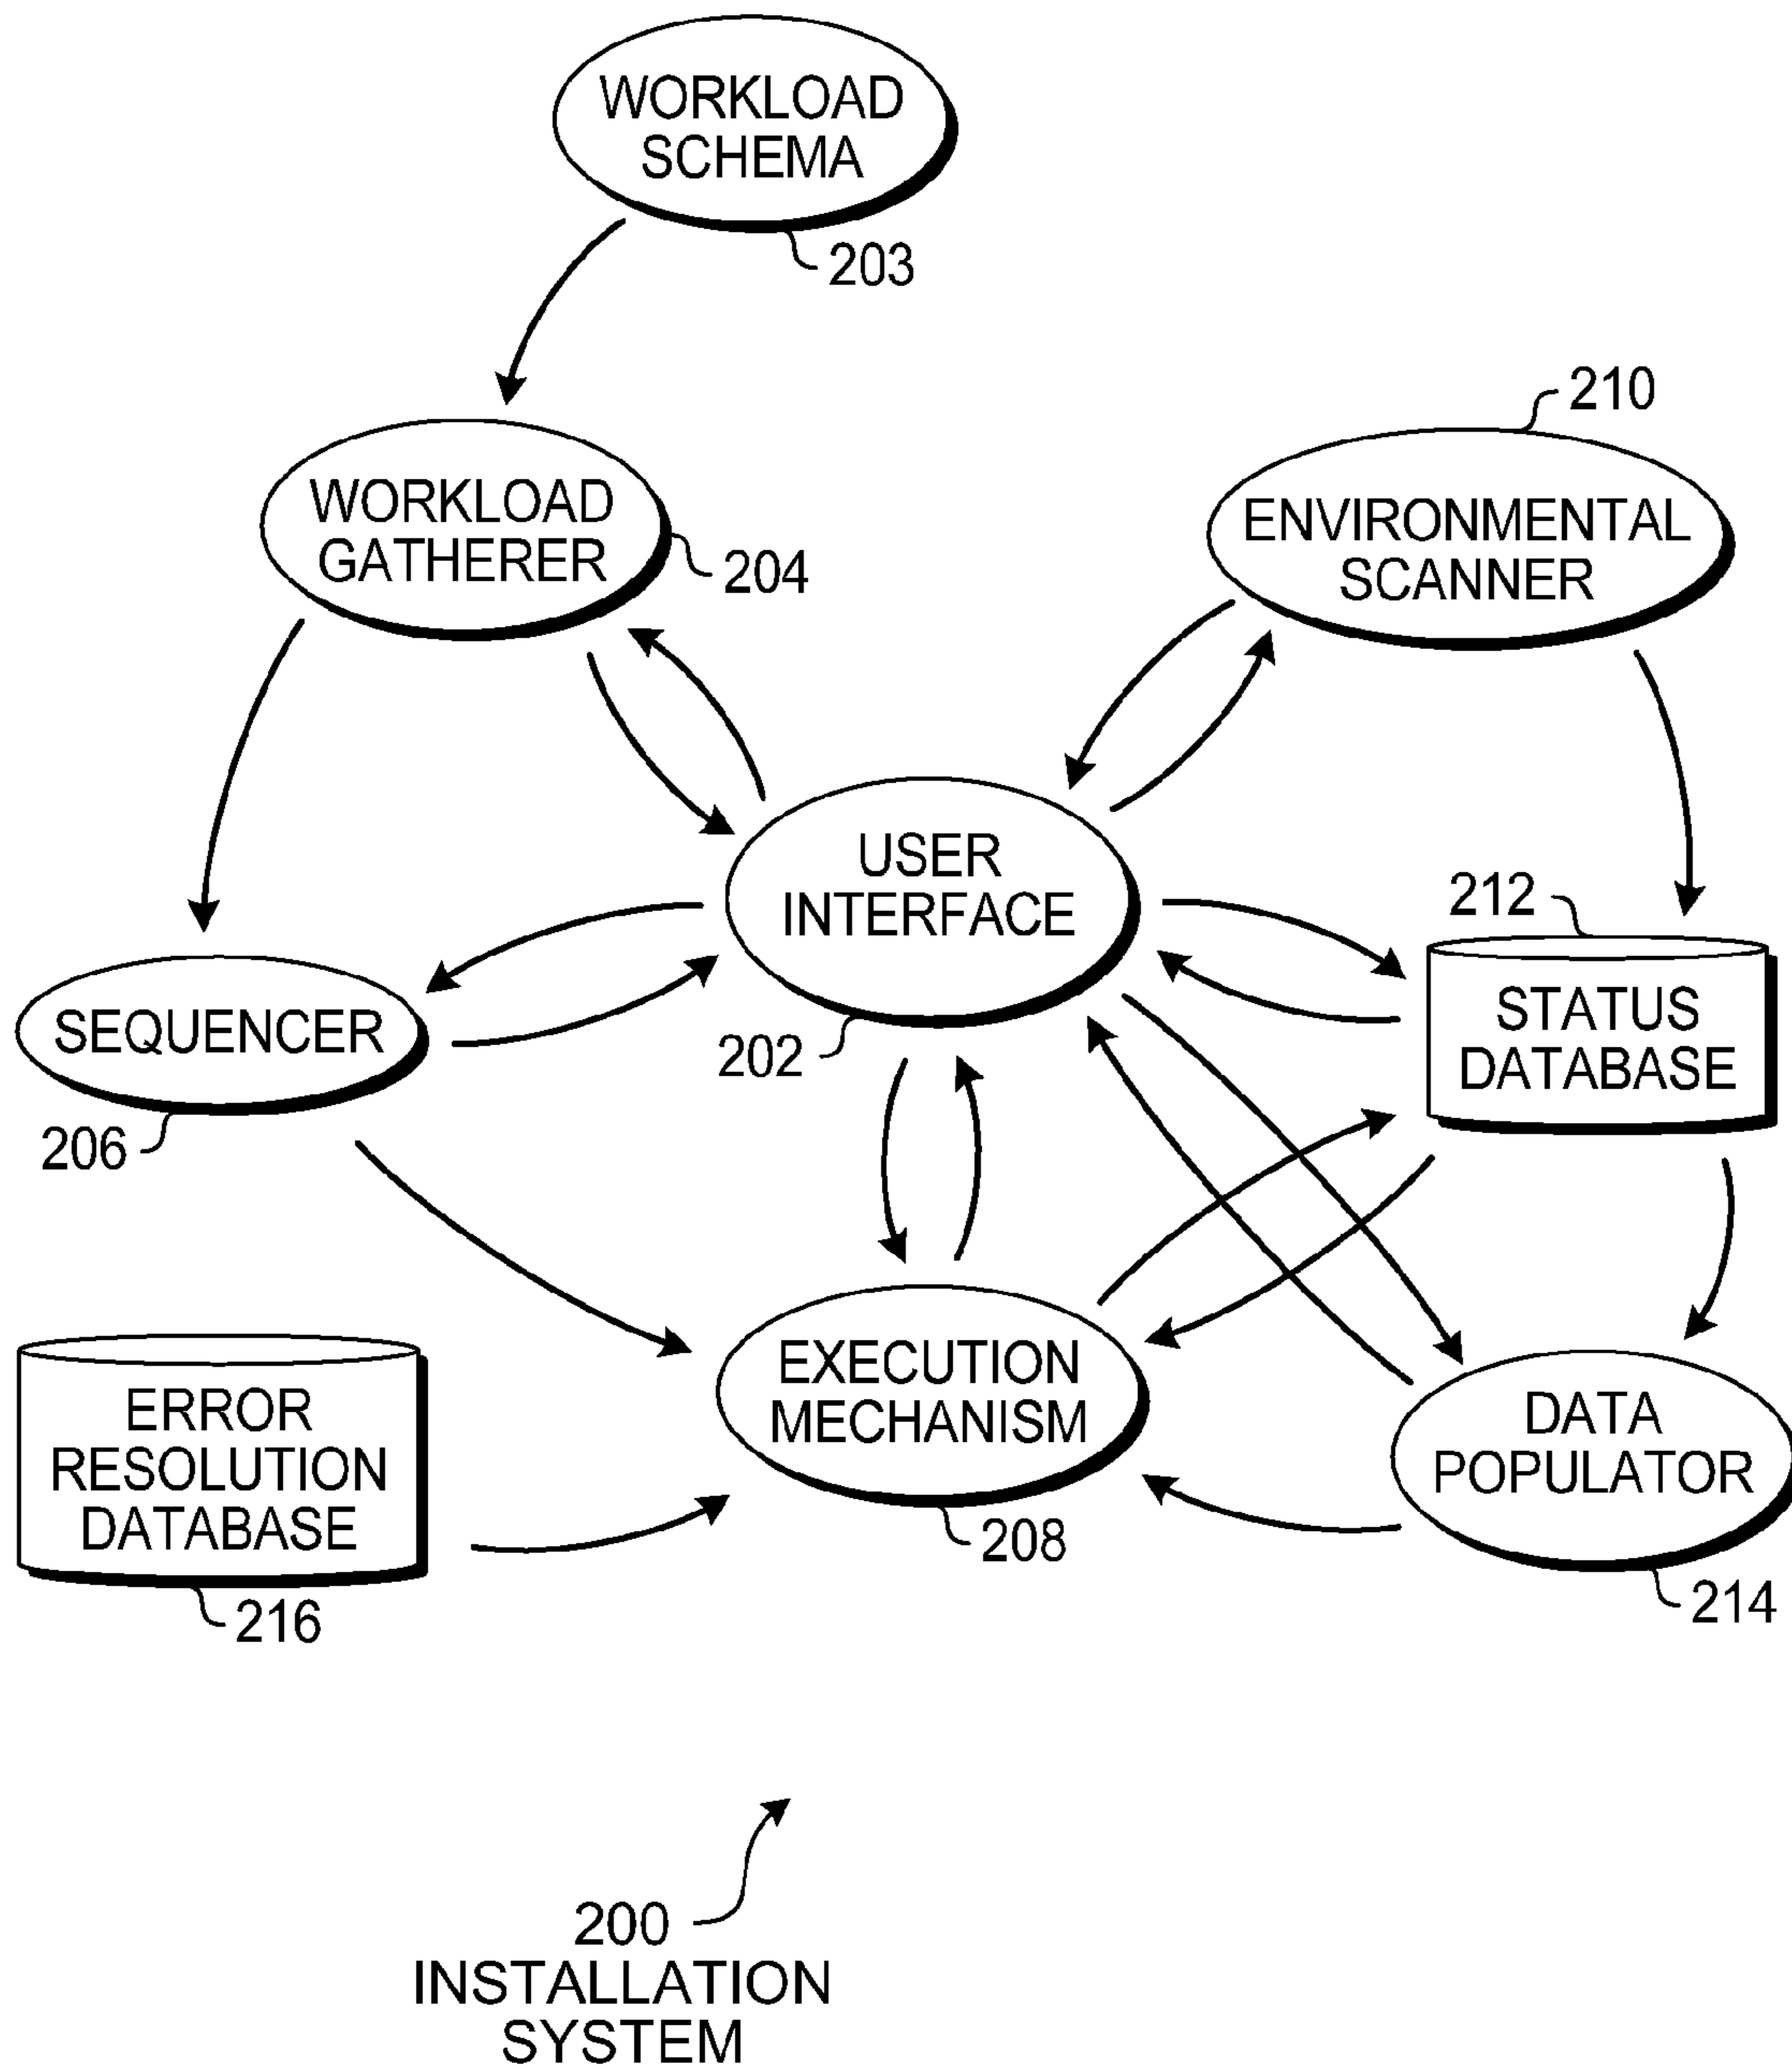 WORKLOAD
SCHEMA
203
210
WORKLOAD
GATHERER
204
ENVIRONMENTAL
SCANNER
USER
INTERFACE
202
212
STATUS
DATABASE
SEQUENCER
206
EXECUTION
MECHANISM
208
ERROR
RESOLUTION
DATABASE
216
DATA
POPULATOR
214
200
INSTALLATION
SYSTEM